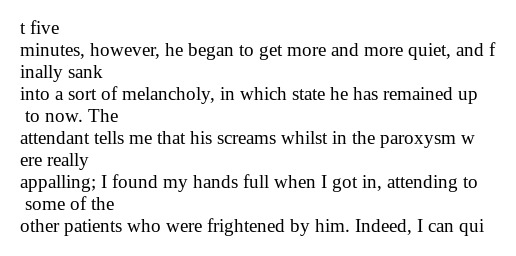 t five
minutes, however, he began to get more and more quiet, and f
inally sank
into a sort of melancholy, in which state he has remained up
to now. The
attendant tells me that his screams whilst in the paroxysm w
ere really
appalling; I found my hands full when I got in, attending to
some of the
other patients who were frightened by him. Indeed, I can qui